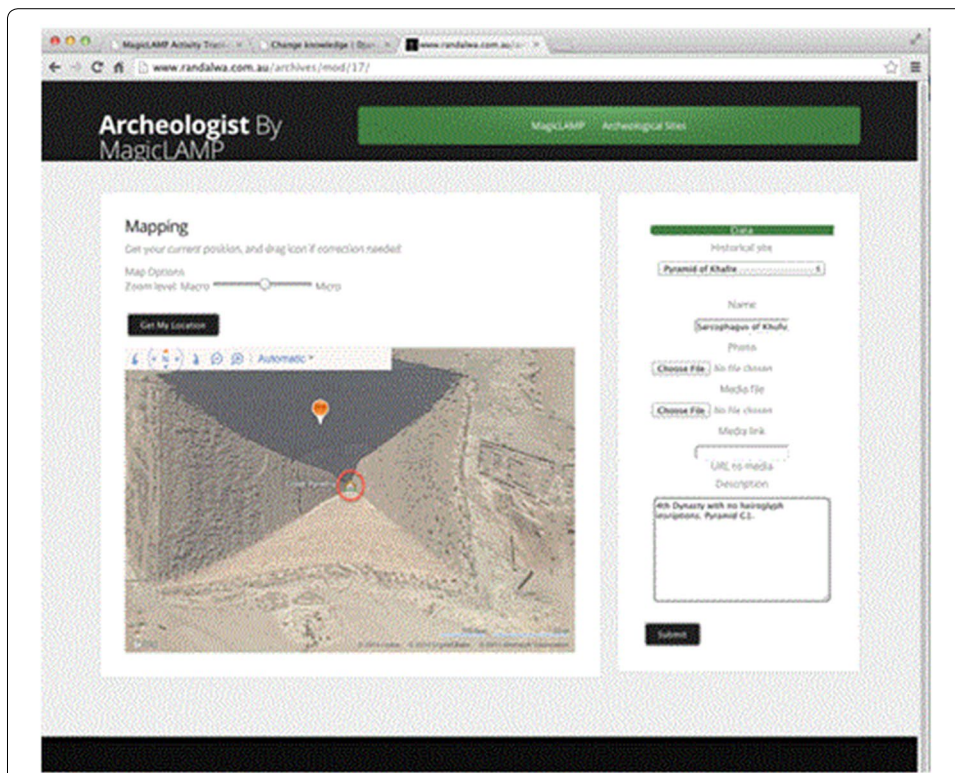 MagicLAMP Activity Track
Change knowledge | Djan
www.randalwa.com.au/ar
www.randalwa.com.au/archives/mod/17/
Archeologist By
MagicLAMP
MagicLAMP Archeological Sites
Mapping
Get your current position, and drag icon if correction needed
Map Options
Zoom level: Macro Micro
Get My Location
Automatic
Great Pyramid
Data
Historical site
Pyramid of Khafre
Name
Sarcophagus of Khufu
Photo
Choose File No file chosen
Media file
Choose File No file chosen
Media link
URL to media
Description
4th Dynasty with no heiroglyph
inscriptions. Pyramid G1.
Submit